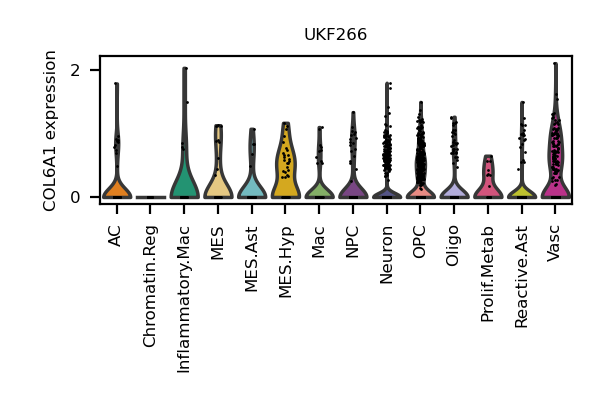 UKF266
COL6A1 expression
2
0
AC
Chromatin.Reg
Inflammatory.Mac
MES
MES.Ast
MES.Hyp
Mac
NPC
Neuron
OPC
Oligo
Prolif.Metab
Reactive.Ast
Vasc